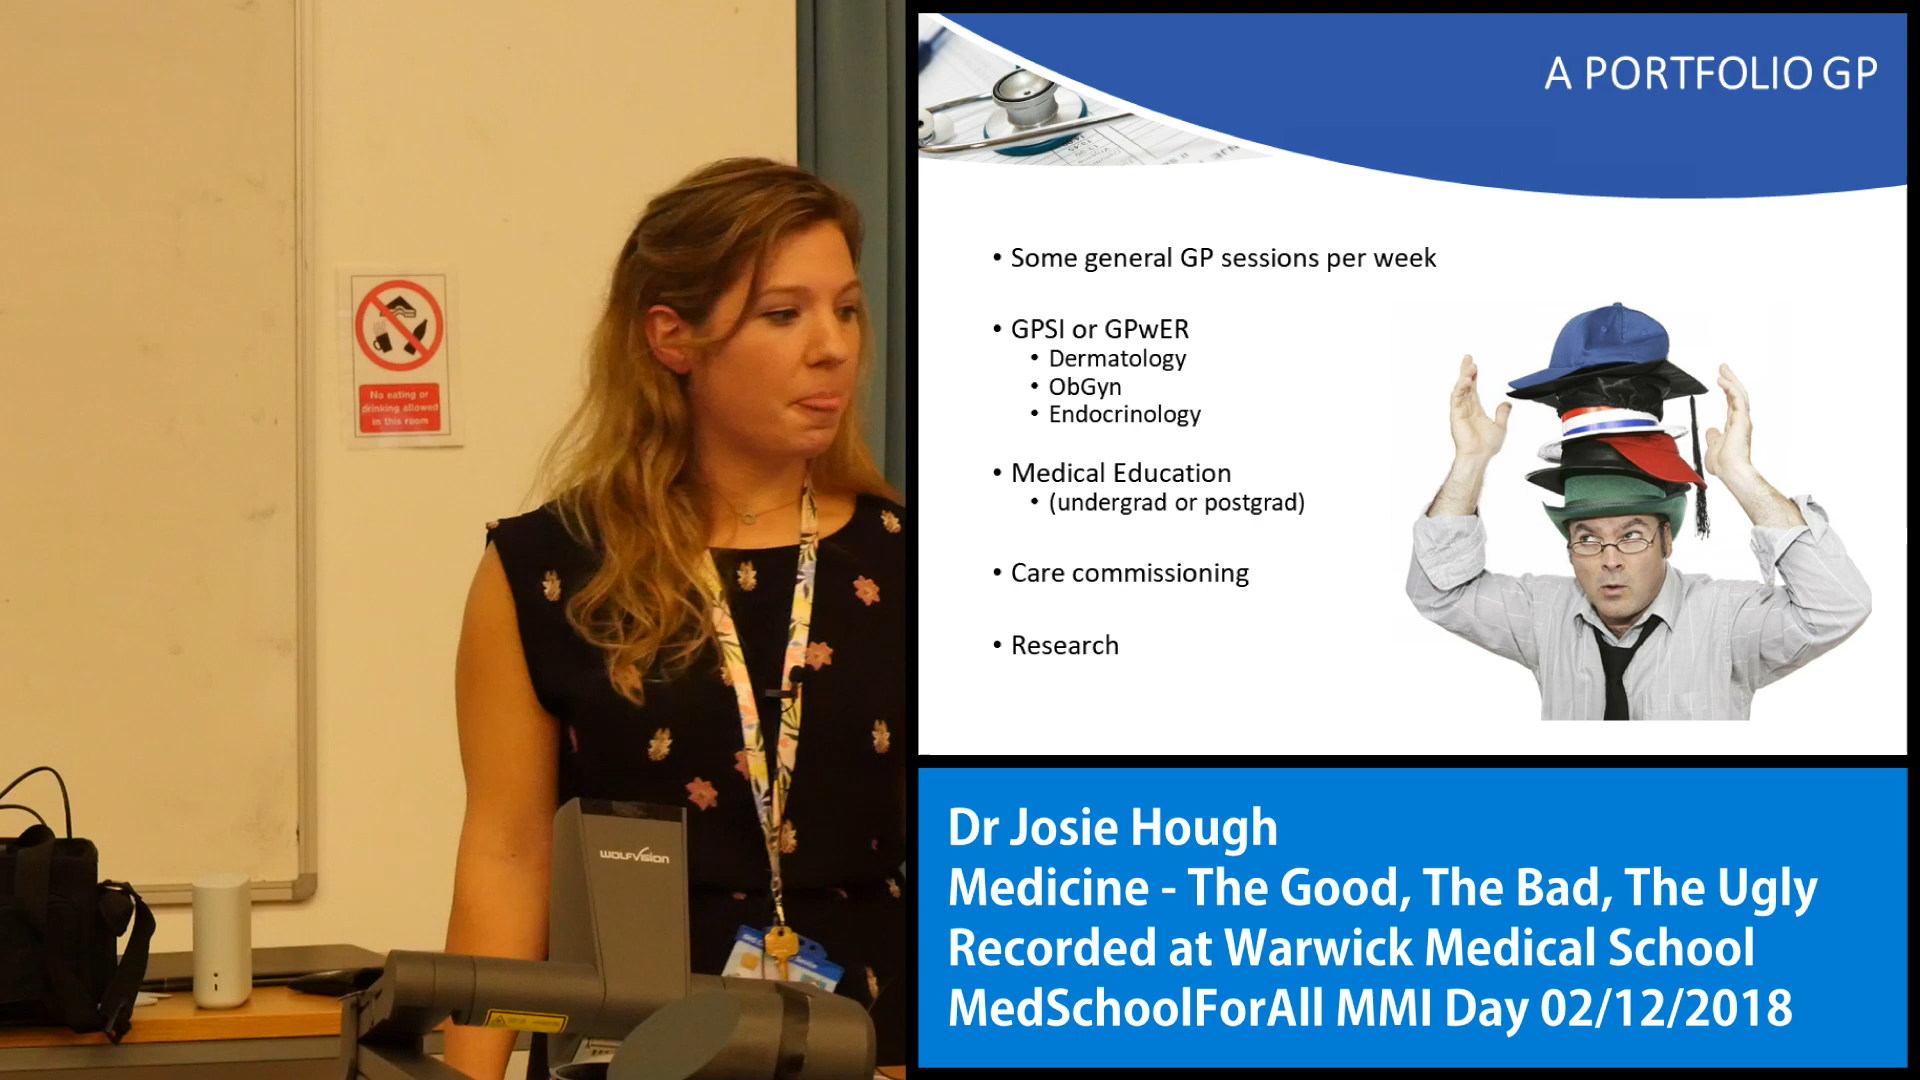 No eating or
drinking allowed
in this room
WOLFVISION
A PORTFOLIO GP
• Some general GP sessions per week
• GPSI or GPwER
• Dermatology
• ObGyn
• Endocrinology
• Medical Education
• (undergrad or postgrad)
• Care commissioning
• Research
Dr Josie Hough
Medicine - The Good, The Bad, The Ugly
Recorded at Warwick Medical School
MedSchoolForAll MMI Day 02/12/2018